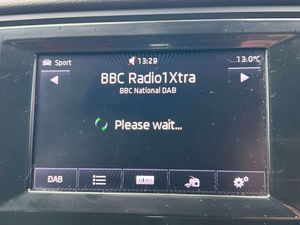 Sport 13:29 13.0°C
BBC Radio1Xtra
BBC National DAB
Please wait...
DAB